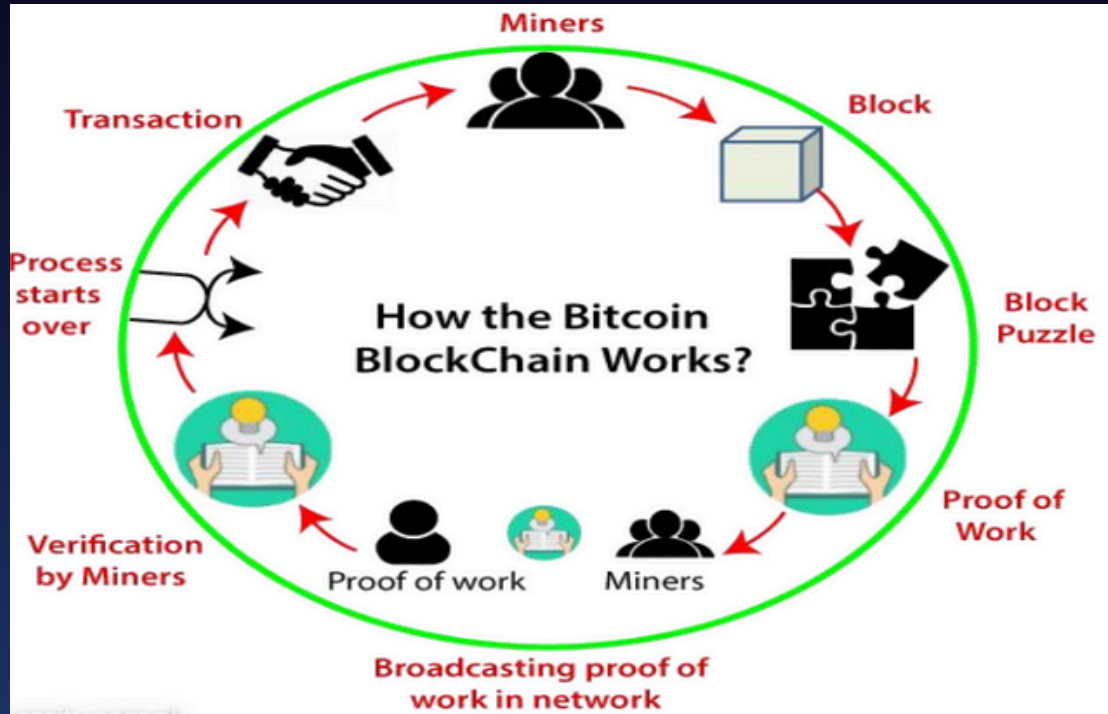 Miners
Transaction
Block
Process
starts
over
How the Bitcoin
BlockChain Works?
Block
Puzzle
Proof of
Work
Verification
by Miners
Proof of work
Miners
Broadcasting proof of
work in network